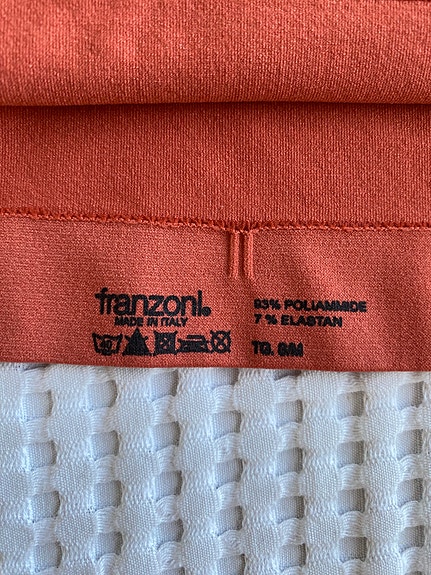 franzoni.
MADE IN ITALY
93% POLIAMMIDE
7 % ELASTAN
TG. S/M